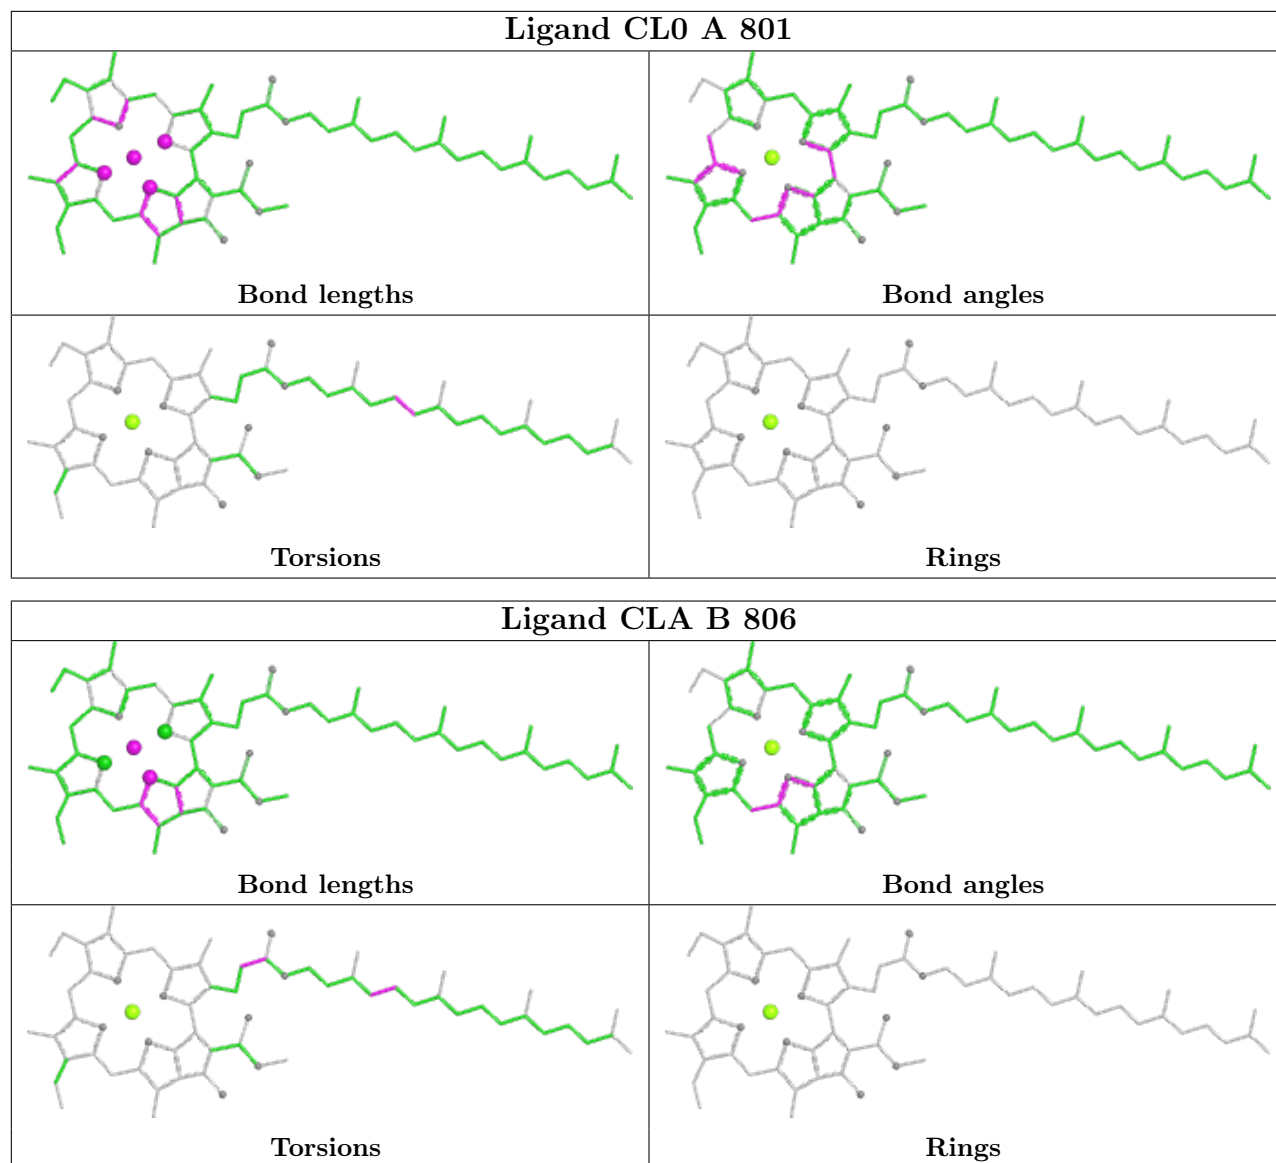 Ligand CL0 A 801
Bond lengths
Bond angles
Torsions
Rings
Ligand CLA B 806
Bond lengths
Bond angles
Torsions
Rings